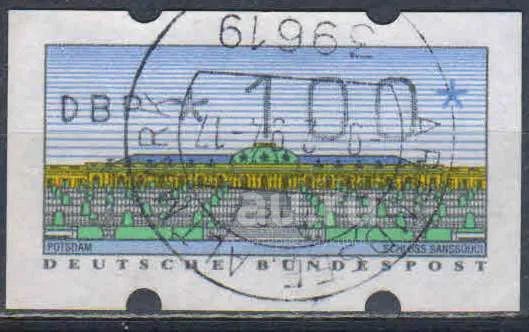 39619
DBP 100*
POTSDAM SCHLOSS SANSSOUCI
DEUTSCHE BUNDESPOST